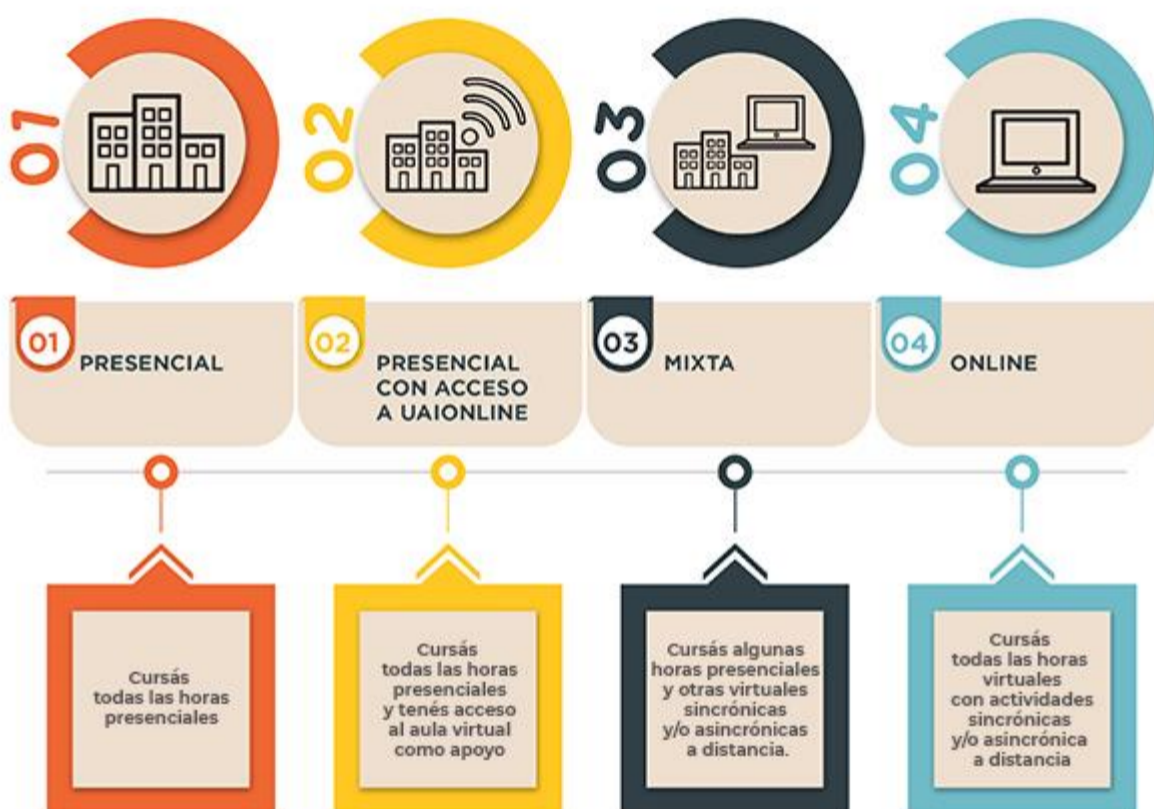 01
02
03
04
01
PRESENCIAL
02
PRESENCIAL
CON ACCESO
A UAIONLINE
03
MIXTA
04
ONLINE
Cursás
todas las horas
presenciales
Cursás
todas las horas
presenciales
y tenés acceso
al aula virtual
como apoyo
Cursás algunas
horas presenciales
y otras virtuales
sincrónicas
y/o asincrónicas
a distancia.
Cursás
todas las horas
virtuales
con actividades
sincrónicas
y/o asincrónica
a distancia